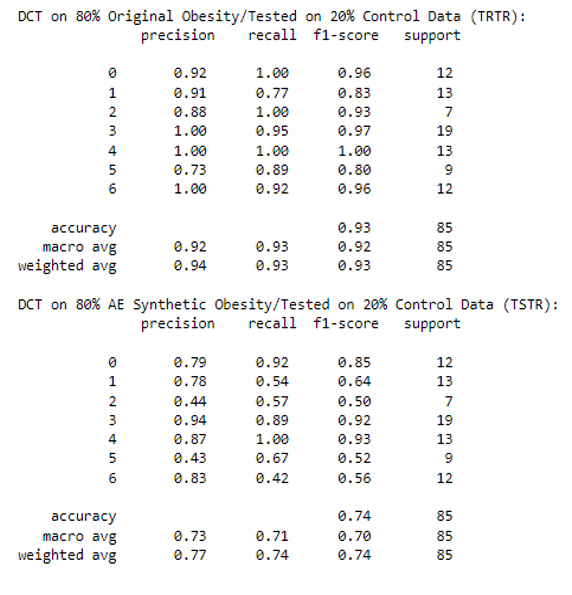 DCT on 80% Original Obesity/Tested on 20% Control Data (TRTR):
precision recall f1-score support
0 0.92 1.00 0.96 12
1 0.91 0.77 0.83 13
2 0.88 1.00 0.93 7
3 1.00 0.95 0.97 19
4 1.00 1.00 1.00 13
5 0.73 0.89 0.80 9
6 1.00 0.92 0.96 12
accuracy 0.93 85
macro avg 0.92 0.93 0.92 85
weighted avg 0.94 0.93 0.93 85
DCT on 80% AE Synthetic Obesity/Tested on 20% Control Data (TSTR):
precision recall f1-score support
0 0.79 0.92 0.85 12
1 0.78 0.54 0.64 13
2 0.44 0.57 0.50 7
3 0.94 0.89 0.92 19
4 0.87 1.00 0.93 13
5 0.43 0.67 0.52 9
6 0.83 0.42 0.56 12
accuracy 0.74 85
macro avg 0.73 0.71 0.70 85
weighted avg 0.77 0.74 0.74 85